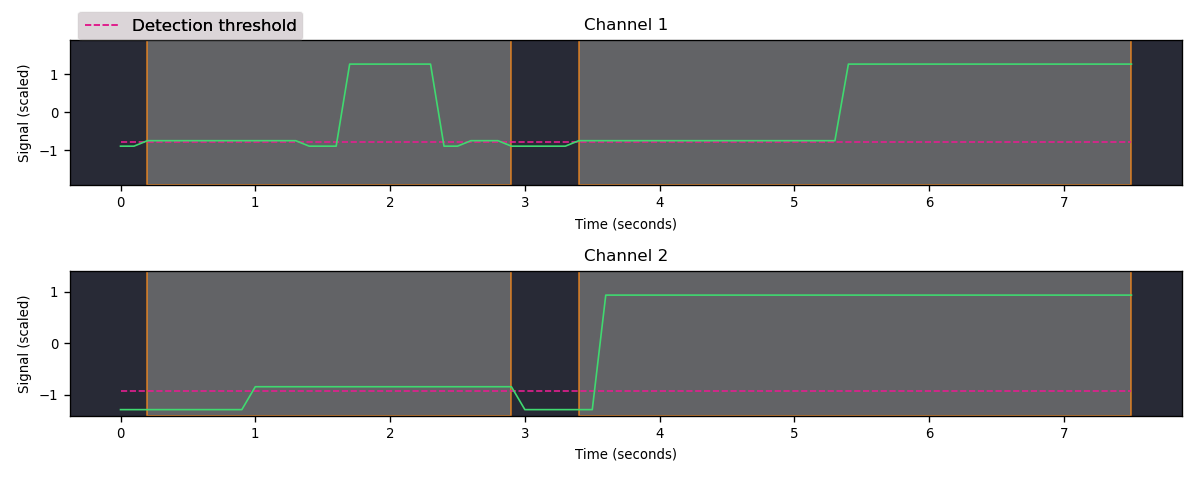 Detection threshold
Channel 1
Signal (scaled)
1
0
−1
0 1 2 3 4 5 6 7
Time (seconds)
Channel 2
Signal (scaled)
1
0
−1
0 1 2 3 4 5 6 7
Time (seconds)